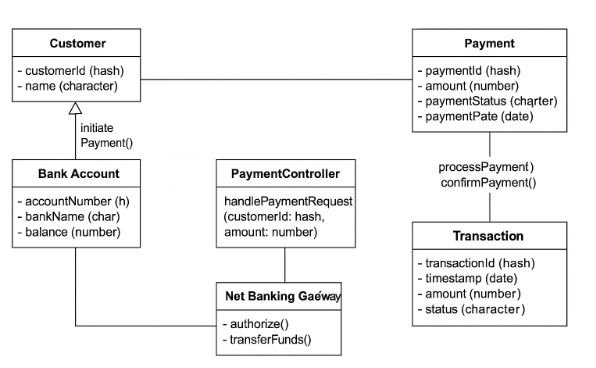 Customer
- customerId (hash)
- name (character)
Payment
- paymentId (hash)
- amount (number)
- paymentStatus (charter)
- paymentPate (date)
initiate
Payment()
Bank Account
- accountNumber (h)
- bankName (char)
- balance (number)
PaymentController
handlePaymentRequest
(customerId: hash,
amount: number)
processPayment)
confirmPayment()
Transaction
- transactionId (hash)
- timestamp (date)
- amount (number)
- status (character)
Net Banking Gaeway
- authorize()
- transferFunds()